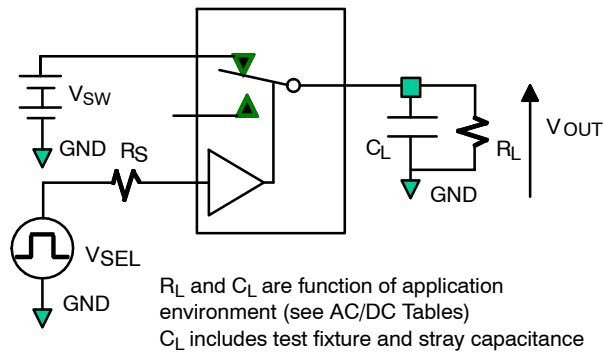 VSW
GND
RS
VSEL
GND
CL
RL
GND
VOUT
RL and CL are function of application
environment (see AC/DC Tables)
CL includes test fixture and stray capacitance